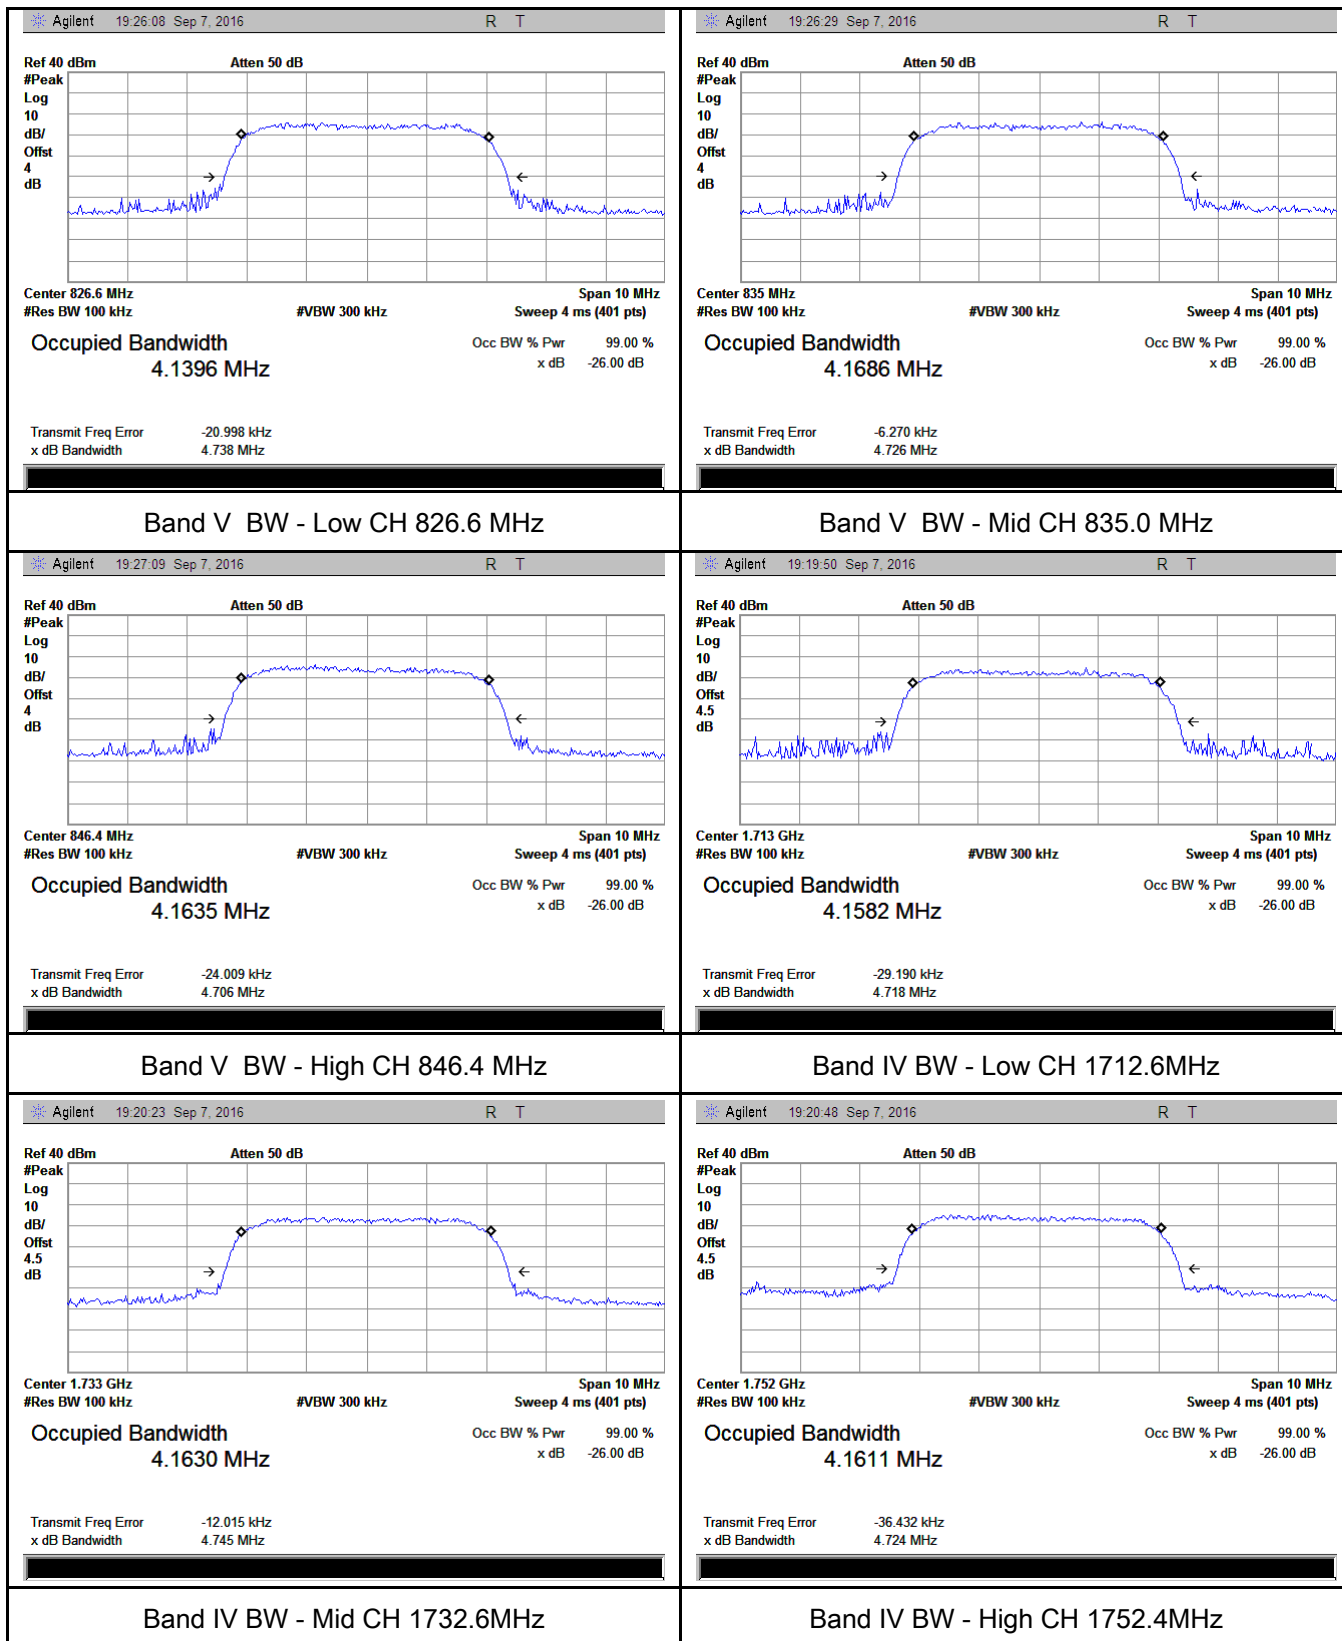 Agilent 19:26:08 Sep 7, 2016 R T
Ref 40 dBm Atten 50 dB
#Peak
Log
10
dB/
Offst
4
dB
Center 826.6 MHz Span 10 MHz
#Res BW 100 kHz #VBW 300 kHz Sweep 4 ms (401 pts)
Occupied Bandwidth Occ BW % Pwr 99.00 %
4.1396 MHz x dB -26.00 dB
Transmit Freq Error -20.998 kHz
x dB Bandwidth 4.738 MHz
Band V BW - Low CH 826.6 MHz
Agilent 19:26:29 Sep 7, 2016 R T
Ref 40 dBm Atten 50 dB
#Peak
Log
10
dB/
Offst
4
dB
Center 835 MHz Span 10 MHz
#Res BW 100 kHz #VBW 300 kHz Sweep 4 ms (401 pts)
Occupied Bandwidth Occ BW % Pwr 99.00 %
4.1686 MHz x dB -26.00 dB
Transmit Freq Error -6.270 kHz
x dB Bandwidth 4.726 MHz
Band V BW - Mid CH 835.0 MHz
Agilent 19:27:09 Sep 7, 2016 R T
Ref 40 dBm Atten 50 dB
#Peak
Log
10
dB/
Offst
4
dB
Center 846.4 MHz Span 10 MHz
#Res BW 100 kHz #VBW 300 kHz Sweep 4 ms (401 pts)
Occupied Bandwidth Occ BW % Pwr 99.00 %
4.1635 MHz x dB -26.00 dB
Transmit Freq Error -24.009 kHz
x dB Bandwidth 4.706 MHz
Band V BW - High CH 846.4 MHz
Agilent 19:19:50 Sep 7, 2016 R T
Ref 40 dBm Atten 50 dB
#Peak
Log
10
dB/
Offst
4.5
dB
Center 1.713 GHz Span 10 MHz
#Res BW 100 kHz #VBW 300 kHz Sweep 4 ms (401 pts)
Occupied Bandwidth Occ BW % Pwr 99.00 %
4.1582 MHz x dB -26.00 dB
Transmit Freq Error -29.190 kHz
x dB Bandwidth 4.718 MHz
Band IV BW - Low CH 1712.6MHz
Agilent 19:20:23 Sep 7, 2016 R T
Ref 40 dBm Atten 50 dB
#Peak
Log
10
dB/
Offst
4.5
dB
Center 1.733 GHz Span 10 MHz
#Res BW 100 kHz #VBW 300 kHz Sweep 4 ms (401 pts)
Occupied Bandwidth Occ BW % Pwr 99.00 %
4.1630 MHz x dB -26.00 dB
Transmit Freq Error -12.015 kHz
x dB Bandwidth 4.745 MHz
Band IV BW - Mid CH 1732.6MHz
Agilent 19:20:48 Sep 7, 2016 R T
Ref 40 dBm Atten 50 dB
#Peak
Log
10
dB/
Offst
4.5
dB
Center 1.752 GHz Span 10 MHz
#Res BW 100 kHz #VBW 300 kHz Sweep 4 ms (401 pts)
Occupied Bandwidth Occ BW % Pwr 99.00 %
4.1611 MHz x dB -26.00 dB
Transmit Freq Error -36.432 kHz
x dB Bandwidth 4.724 MHz
Band IV BW - High CH 1752.4MHz